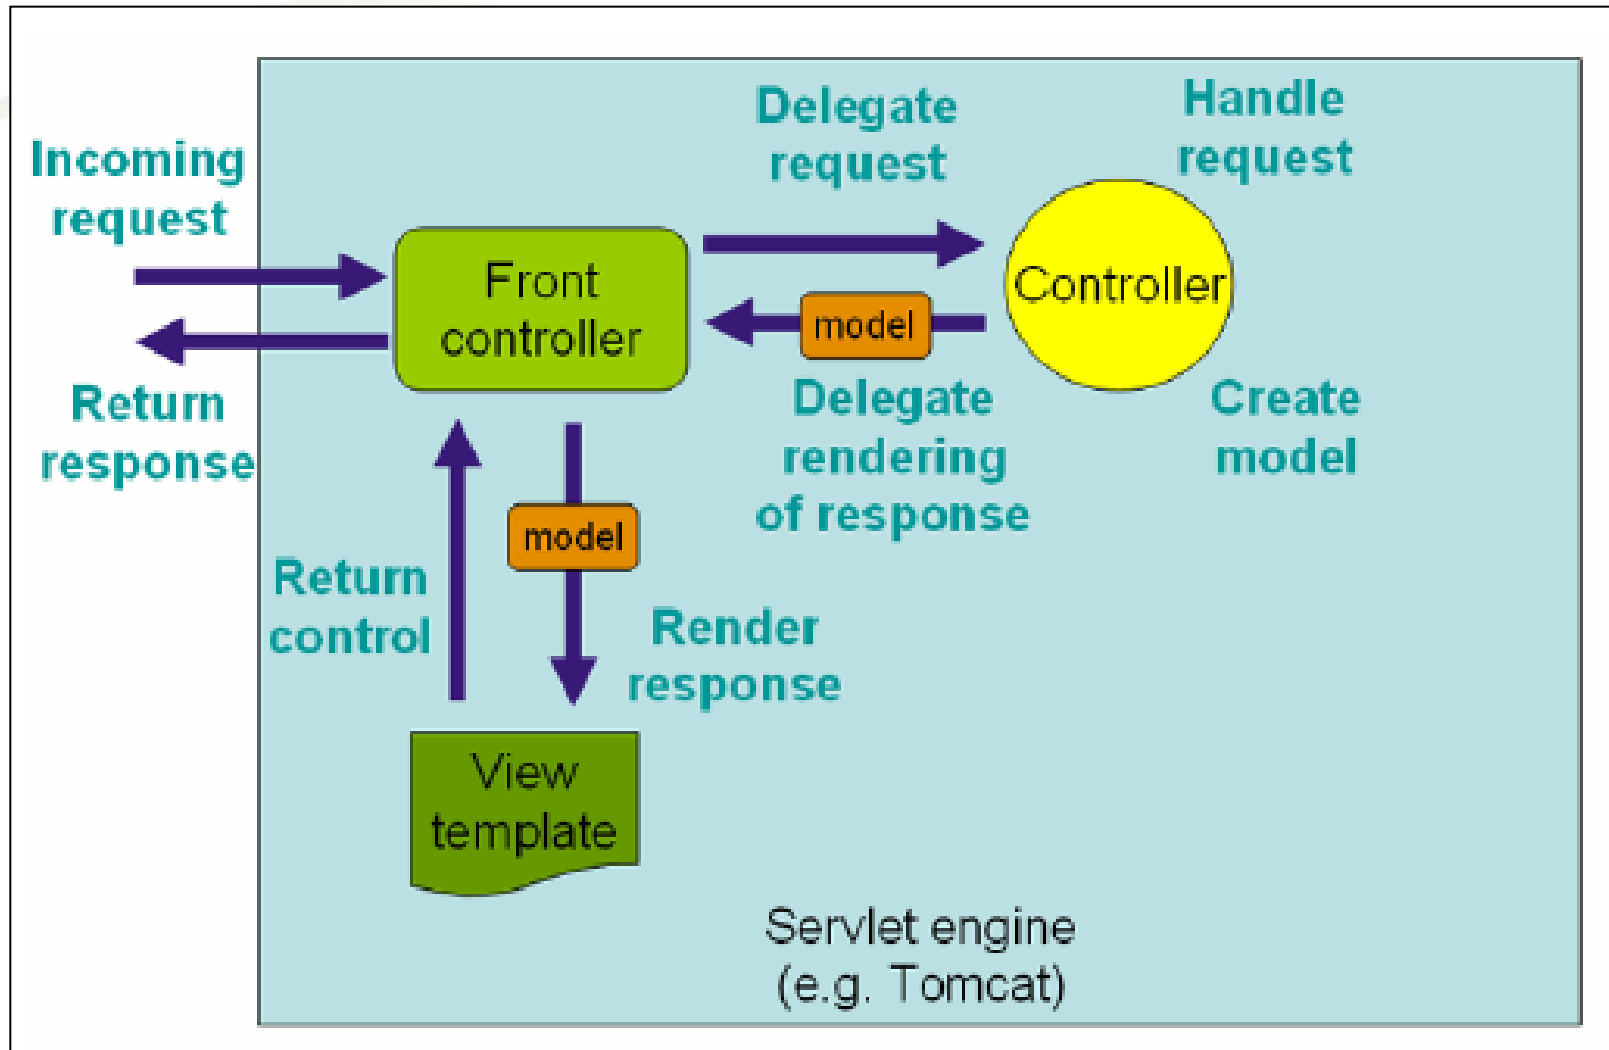 Incoming
request
Return
response
Delegate
request
Handle
request
Front
controller
Controller
model
Delegate
rendering
of response
Create
model
model
Return
control
Render
response
View
template
Servlet engine
(e.g. Tomcat)